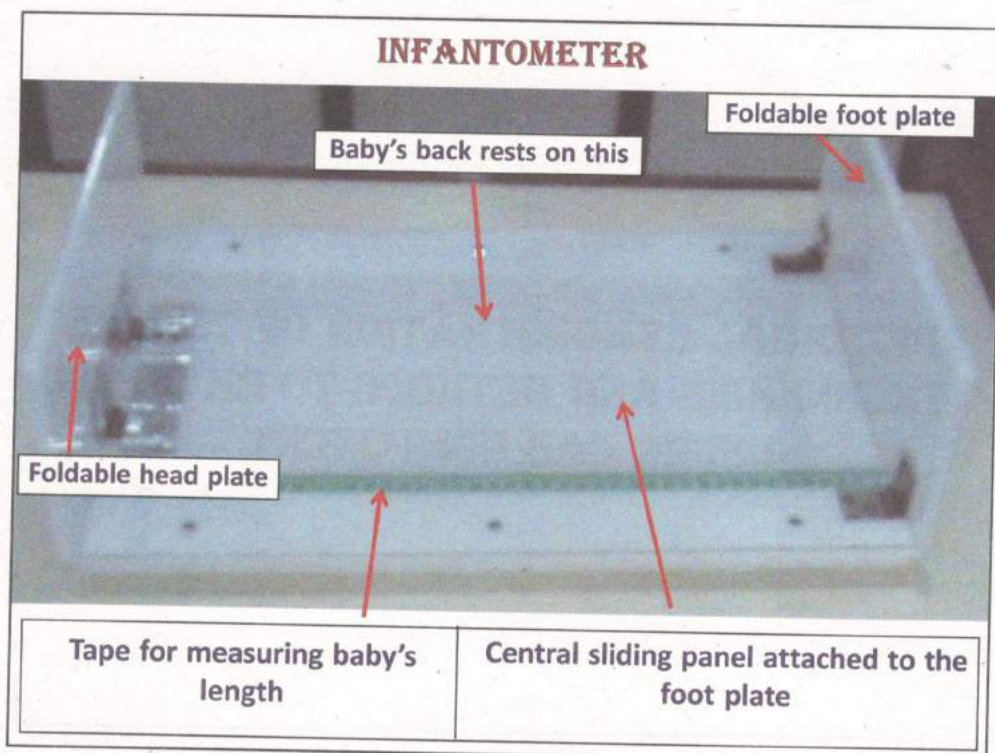 INFANTOMETER
Foldable foot plate
Baby's back rests on this
Foldable head plate
Tape for measuring baby's
length
Central sliding panel attached to the
foot plate